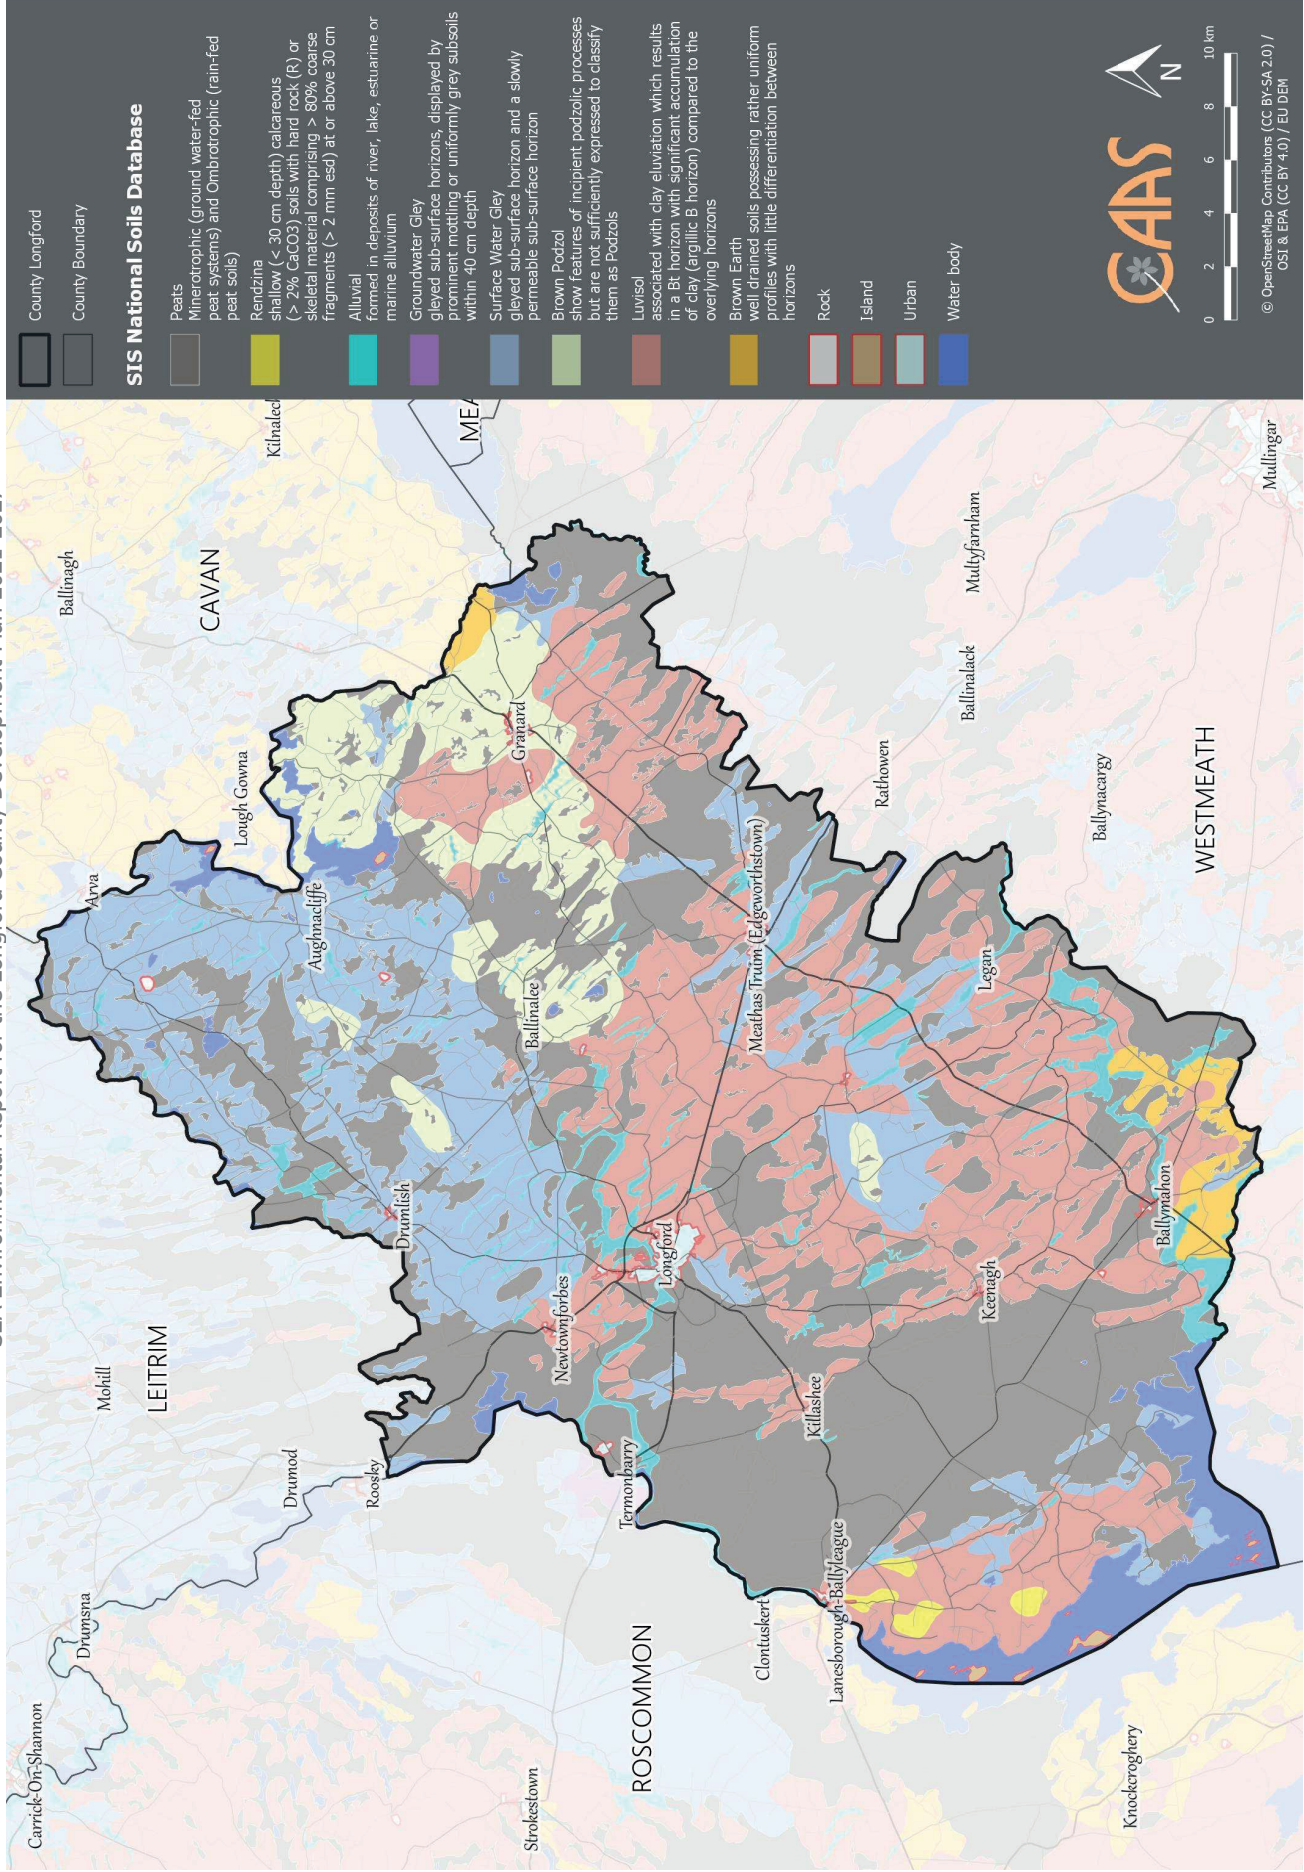 County Longford
County Boundary
SIS National Soils Database
Peats
Minerotrophic (ground water-fed
peat systems) and Ombrotrophic (rain-fed
peat soils)
Rendzina
shallow (< 30 cm depth) calcareous
(> 2% CaCO3) soils with hard rock (R) or
skeletal material comprising > 80% coarse
fragments (> 2 mm esd) at or above 30 cm
Alluvial
formed in deposits of river, lake, estuarine or
marine alluvium
Groundwater Gley
gleyed sub-surface horizons, displayed by
prominent mottling or uniformly grey subsoils
within 40 cm depth
Surface Water Gley
gleyed sub-surface horizon and a slowly
permeable sub-surface horizon
Brown Podzol
show features of incipient podzolic processes
but are not sufficiently expressed to classify
them as Podzols
Luvisol
associated with clay eluviation which results
in a Bt horizon with significant accumulation
of clay (argillic B horizon) compared to the
overlying horizons
Brown Earth
well drained soils possessing rather uniform
profiles with little differentiation between
horizons
Rock
Island
Urban
Water body
CAAS
N
0 2 4 6 8 10 km
© OpenStreetMap Contributors (CC BY-SA 2.0) /
OSI & EPA (CC BY 4.0) / EU DEM
Carrick-On-Shannon
Drumsna
Mohill
LEITRIM
Drumod
Roosky
Arva
Ballinagh
CAVAN
Kilnaleck
Lough Gowna
Aughnacliffe
MEA
Drumlish
Ballinalee
Granard
Strokestown
Newtownforbes
Termonbarry
ROSCOMMON
Longford
Clontuskert
Killashee
Lanesborough-Ballyleague
Meathas Truim (Edgeworthstown)
Rathowen
Ballinalack
Multyfarnham
Legan
Keenagh
Knockcroghery
Ballymahon
Ballynacargy
WESTMEATH
Mullingar